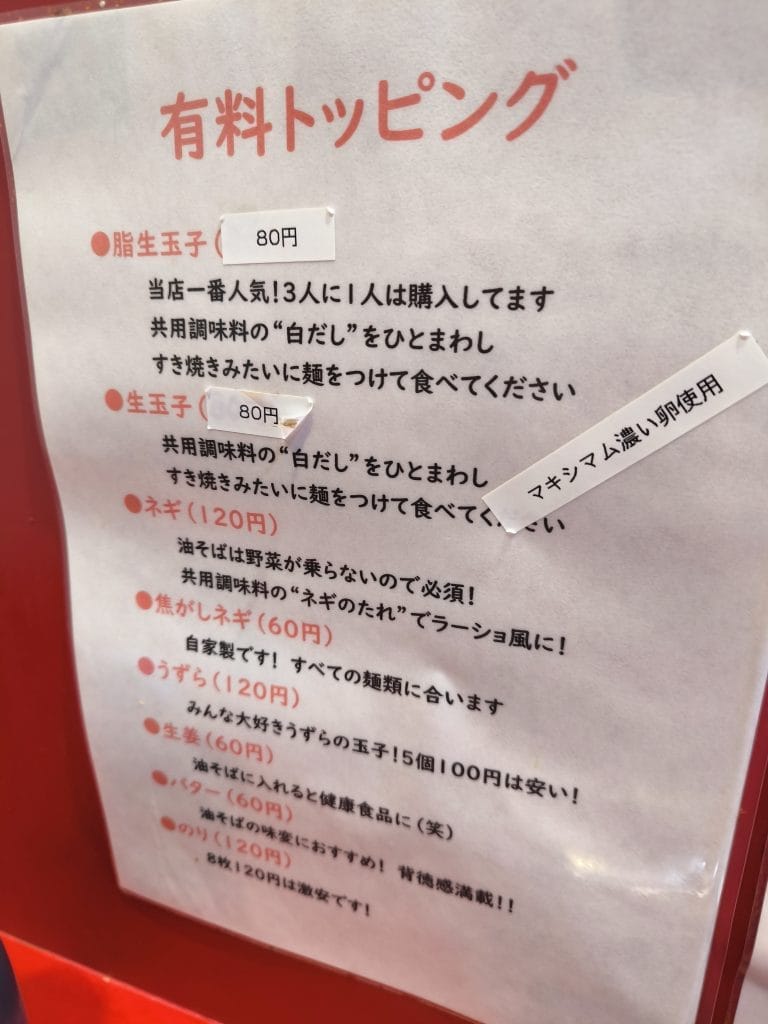 有料トッピング
●脂生玉子(80円
当店一番人気!3人に1人は購入してます
共用調味料の“白だし”をひとまわし
すき焼きみたいに麺をつけて食べてください
●生玉子(80円
共用調味料の“白だし”をひとまわし
すき焼きみたいに麺をつけて食べてください
マキシマム濃い卵使用
●ネギ(120円)
油そばは野菜が乗らないので必須!
共用調味料の“ネギのたれ”でラーショ風に!
●焦がしネギ(60円)
自家製です! すべての麺類に合います
●うずら(120円)
みんな大好きうずらの玉子!5個100円は安い!
●生姜(60円)
油そばに入れると健康食品に(笑)
●バター(60円)
油そばの味変におすすめ! 背徳感満載!!
●のり(120円)
8枚120円は激安です!